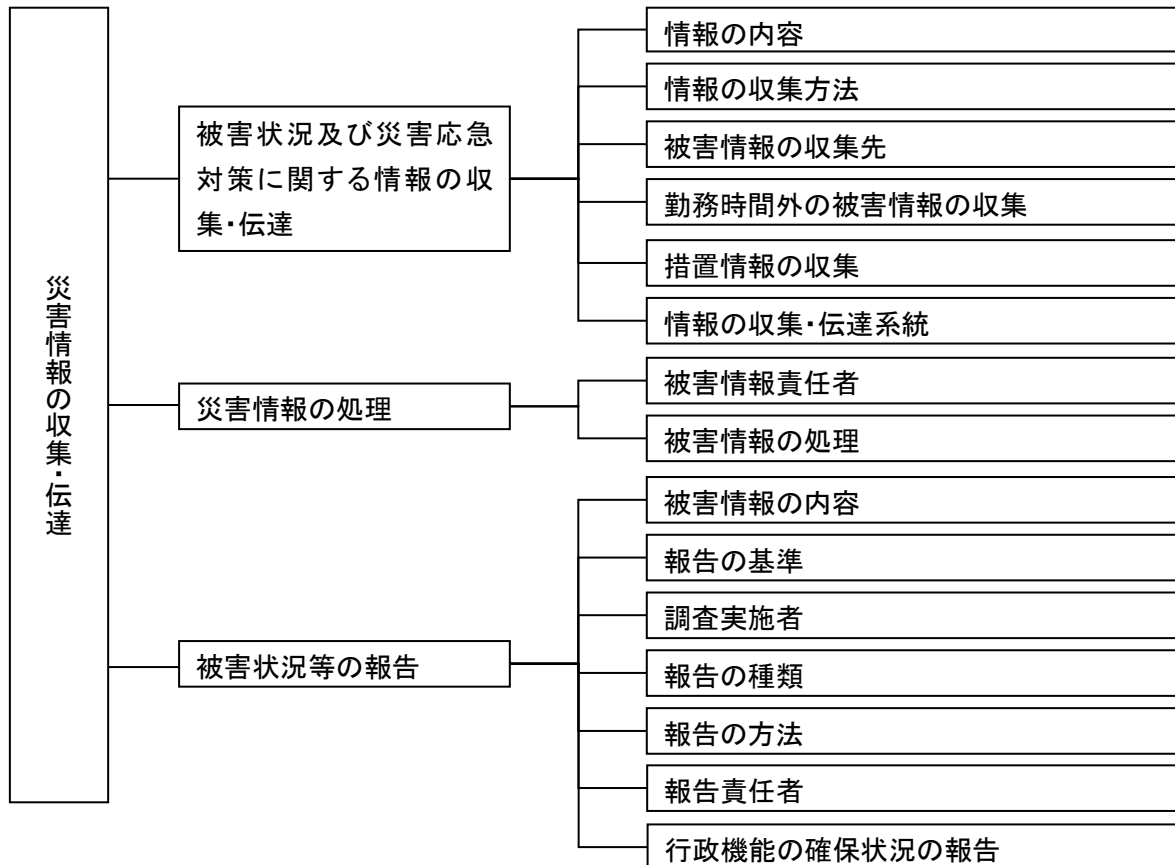 災害情報の収集・伝達
被害状況及び災害応急
対策に関する情報の収
集・伝達
情報の内容
情報の収集方法
被害情報の収集先
勤務時間外の被害情報の収集
措置情報の収集
情報の収集・伝達系統
災害情報の処理
被害情報責任者
被害情報の処理
被害状況等の報告
被害情報の内容
報告の基準
調査実施者
報告の種類
報告の方法
報告責任者
行政機能の確保状況の報告